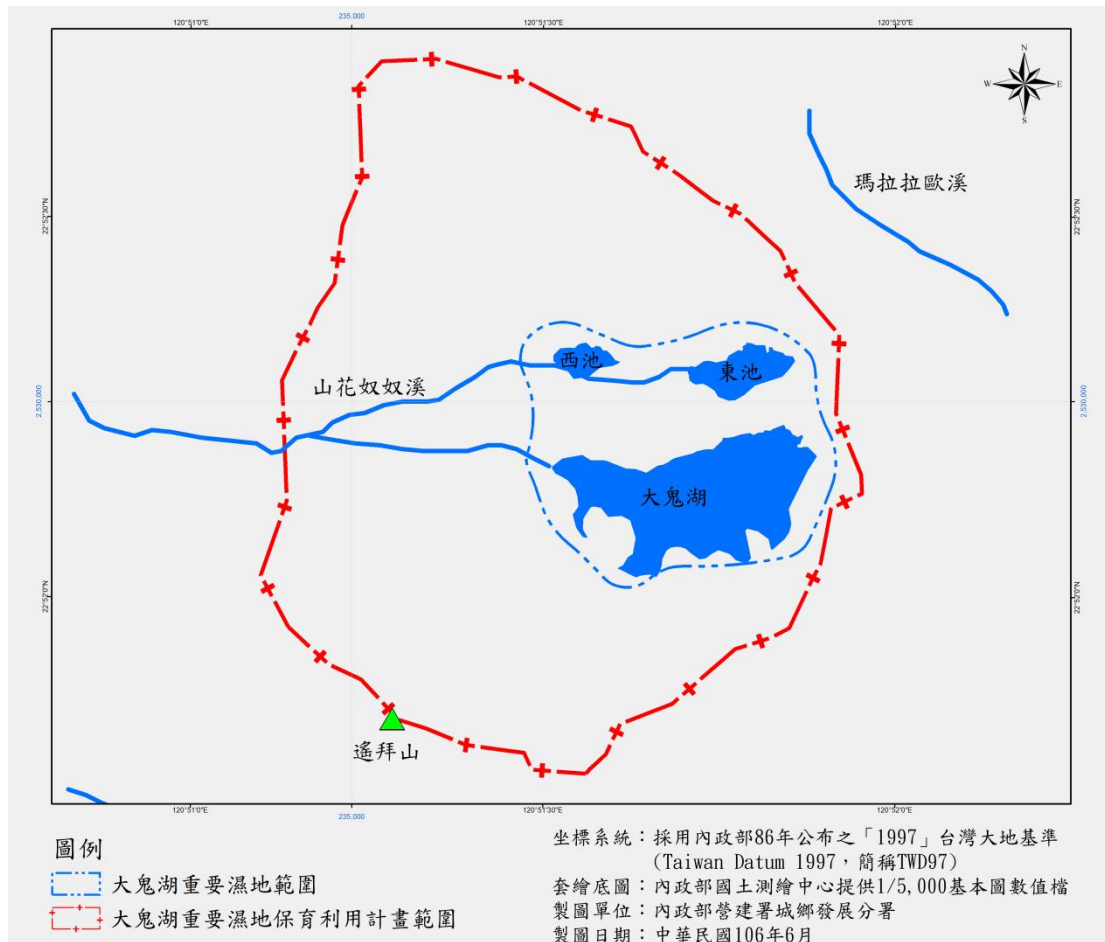 120°51'0"E
235,000
120°51'30"E
120°52'0"E
N
W
E
S
瑪拉拉歐溪
22°52'30"N
22°52'30"N
西池
東池
山花奴奴溪
2,530,000
2,530,000
大鬼湖
22°52'0"N
22°52'0"N
遙拜山
120°51'0"E
235,000
120°51'30"E
120°52'0"E
圖例
大鬼湖重要濕地範圍
大鬼湖重要濕地保育利用計畫範圍
坐標系統：採用內政部86年公布之「1997」台灣大地基準
(Taiwan Datum 1997，簡稱TWD97)
套繪底圖：內政部國土測繪中心提供1/5,000基本圖數值檔
製圖單位：內政部營建署城鄉發展分署
製圖日期：中華民國106年6月